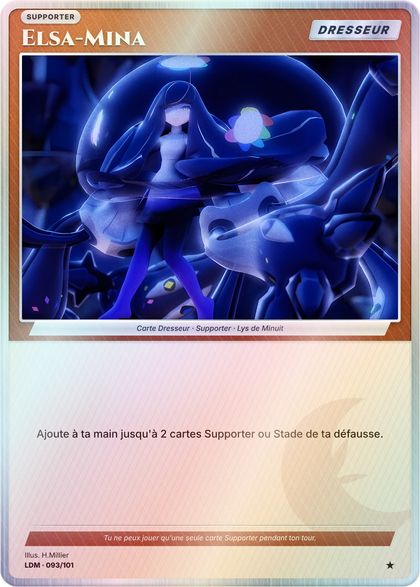 SUPPORTER
ELSA-MINA
DRESSEUR
Carte Dresseur · Supporter · Lys de Minuit
Ajoute à ta main jusqu'à 2 cartes Supporter ou Stade de ta défausse.
Tu ne peux jouer qu'une seule carte Supporter pendant ton tour.
Illus. H.Millier
LDM · 093/101